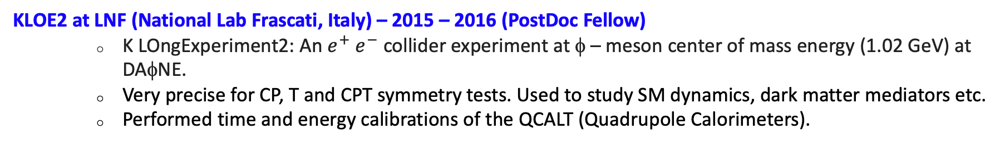 KLOE2 at LNF (National Lab Frascati, Italy) – 2015 – 2016 (PostDoc Fellow)
○ K LOngExperiment2: An e⁺ e⁻ collider experiment at ϕ – meson center of mass energy (1.02 GeV) at
DAϕNE.
○ Very precise for CP, T and CPT symmetry tests. Used to study SM dynamics, dark matter mediators etc.
○ Performed time and energy calibrations of the QCALT (Quadrupole Calorimeters).